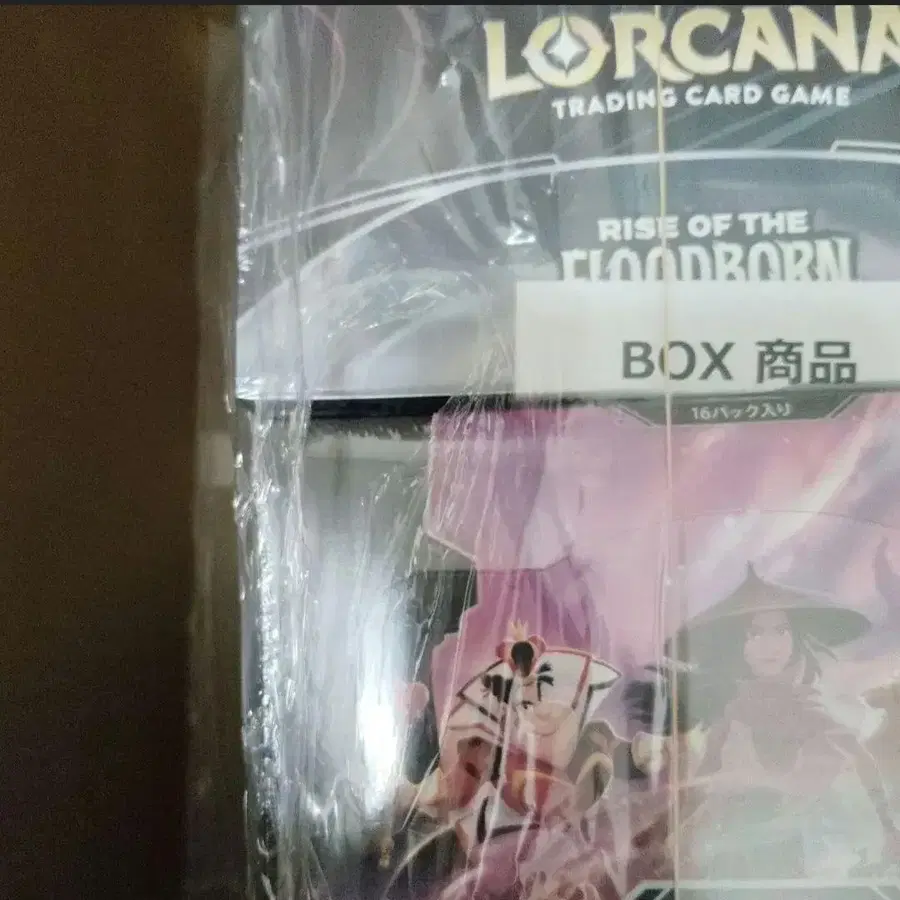 LORCANA
TRADING CARD GAME
RISE OF THE
FLOODBORN
BOX 商品
16パック入り